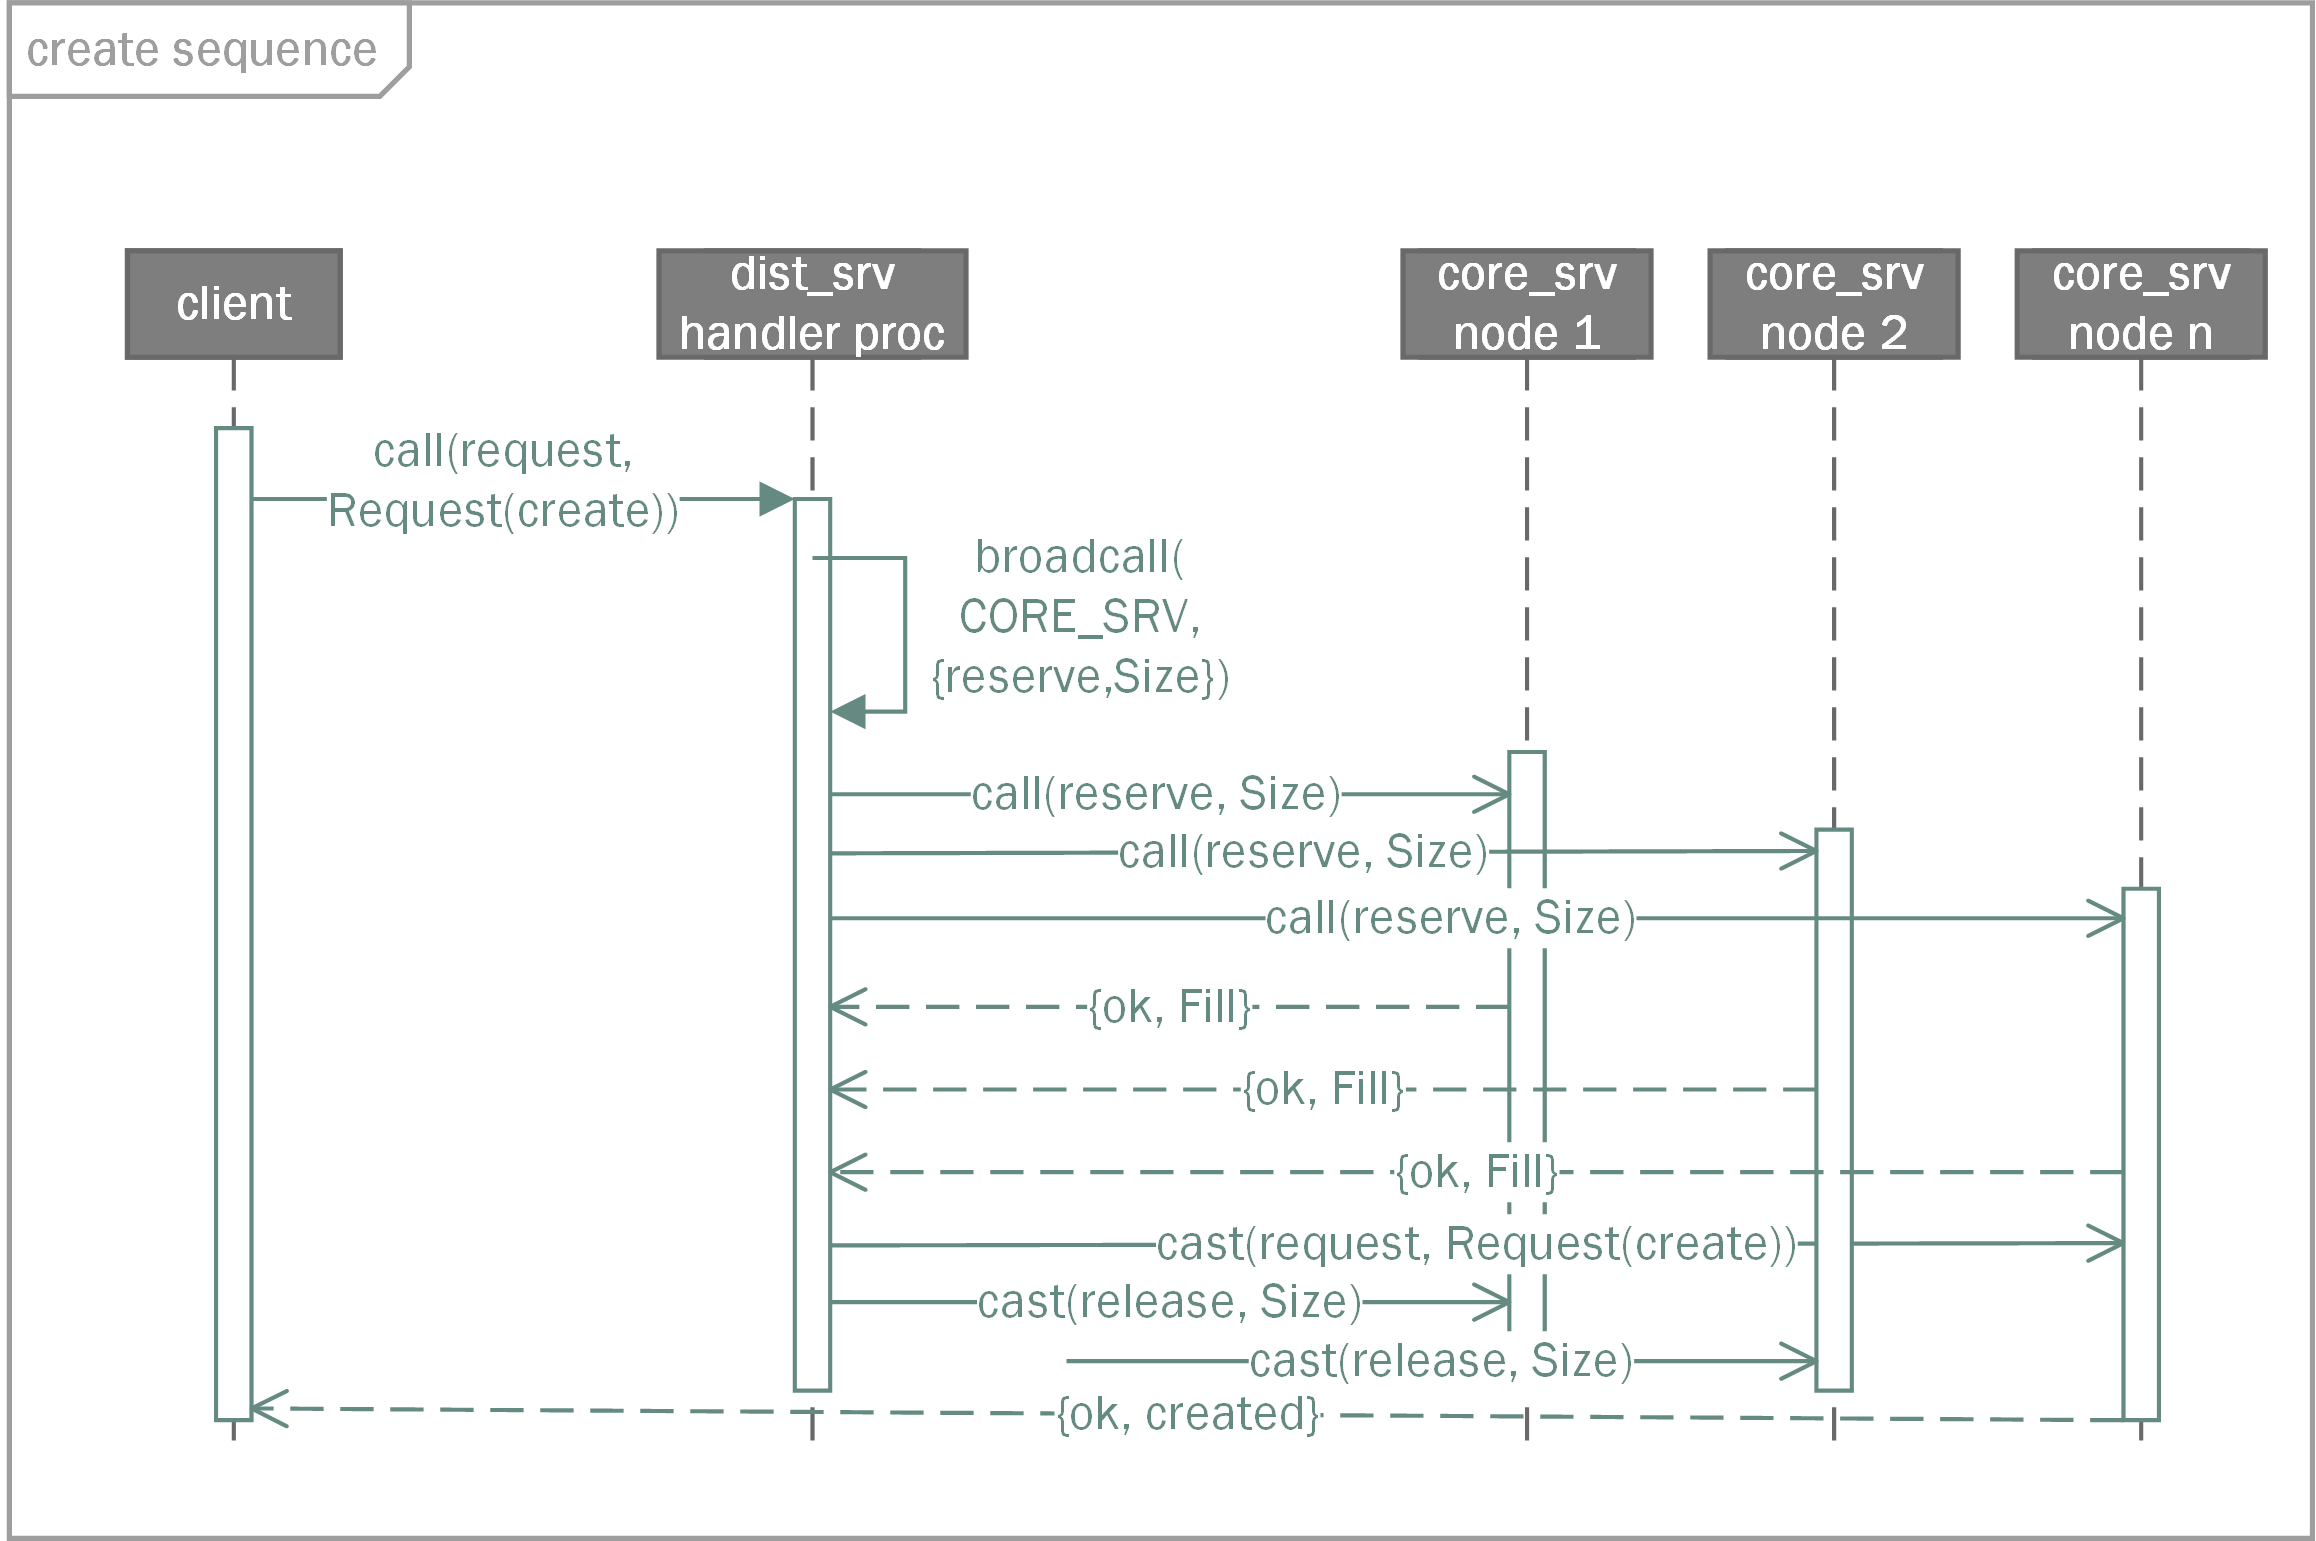 create sequence
client
dist_srv
handler proc
core_srv
node 1
core_srv
node 2
core_srv
node n
call(request,
Request(create))
broadcall(
CORE_SRV,
{reserve,Size})
call(reserve, Size)
call(reserve, Size)
call(reserve, Size)
{ok, Fill}
{ok, Fill}
{ok, Fill}
cast(request, Request(create))
cast(release, Size)
cast(release, Size)
{ok, created}